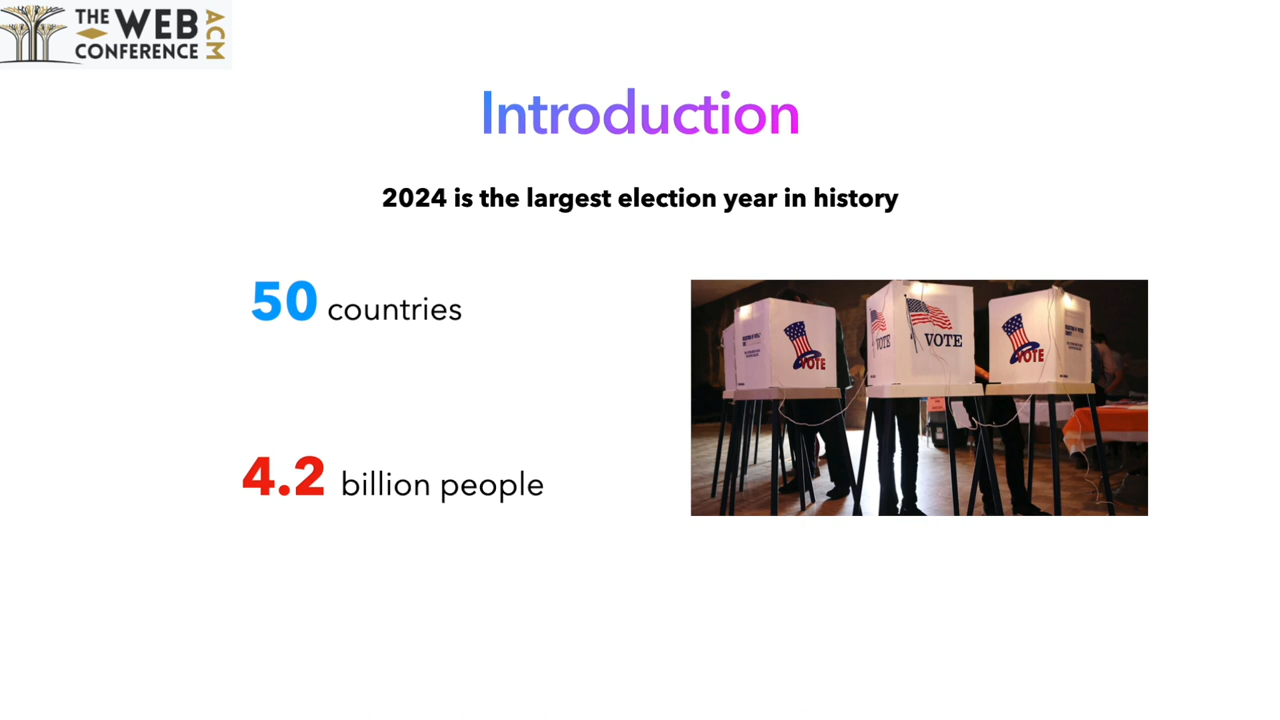 THE WEB
CONFERENCE
ACM
Introduction
2024 is the largest election year in history
50 countries
4.2 billion people
VOTE
VOTE
VOTE
VOTE